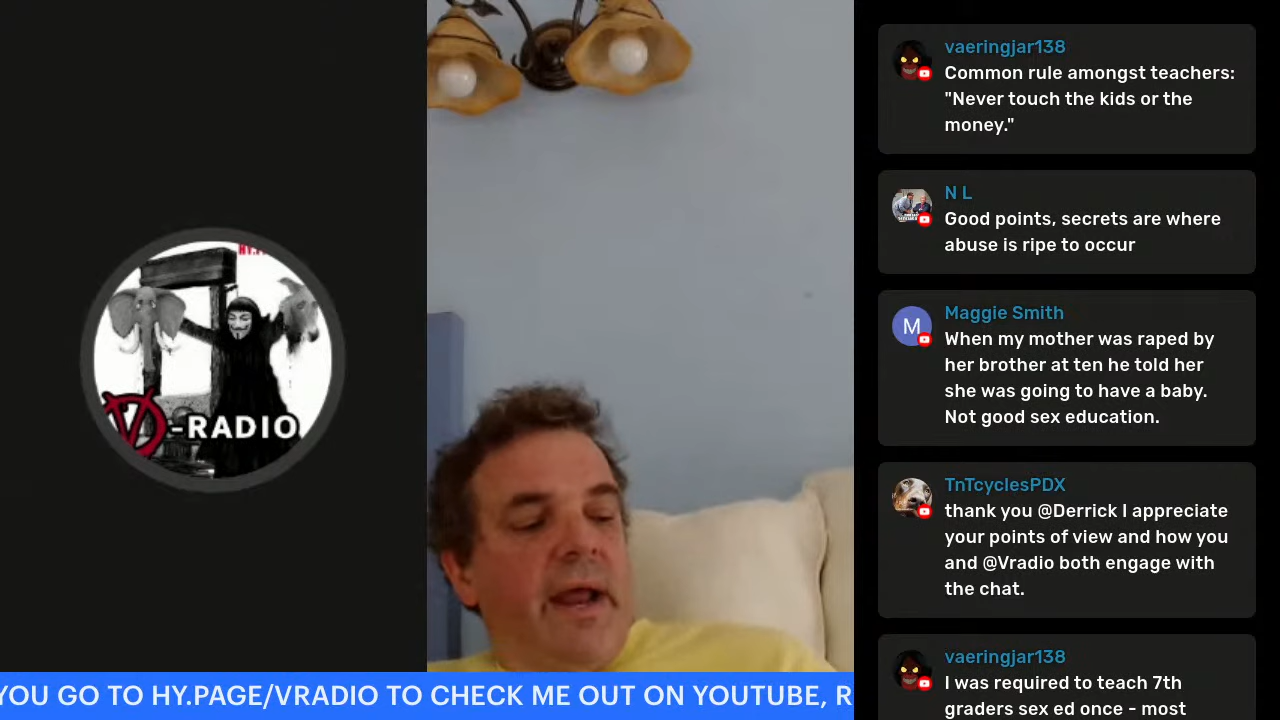 HY.
V-RADIO
YOU GO TO HY.PAGE/VRADIO TO CHECK ME OUT ON YOUTUBE, R
vaeringjar138
Common rule amongst teachers:
"Never touch the kids or the
money."
N L
Good points, secrets are where
abuse is ripe to occur
M
Maggie Smith
When my mother was raped by
her brother at ten he told her
she was going to have a baby.
Not good sex education.
TnTcyclesPDX
thank you @Derrick I appreciate
your points of view and how you
and @Vradio both engage with
the chat.
vaeringjar138
I was required to teach 7th
graders sex ed once - most